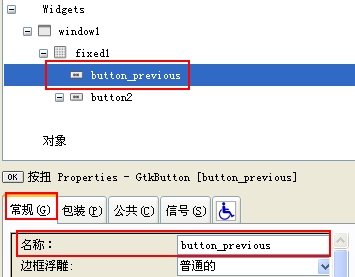 Widgets
window1
fixed1
button_previous
button2
对象
OK 按扭 Properties - GtkButton [button_previous]
常规(G) 包装(P) 公共(C) 信号(S)
名称: button_previous
边框浮雕: 普通的